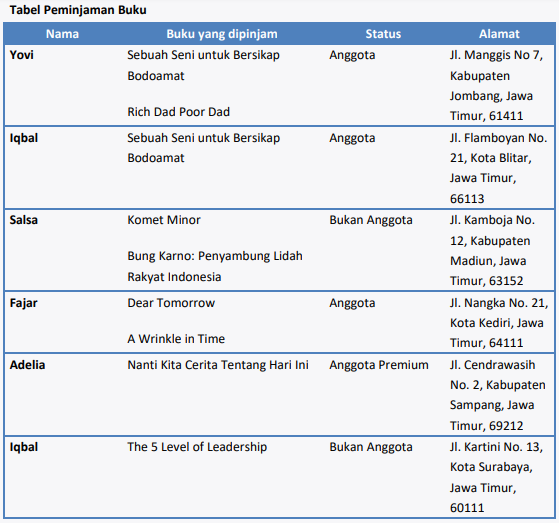 Tabel Peminjaman Buku
Nama Buku yang dipinjam Status Alamat
Yovi Sebuah Seni untuk Bersikap Anggota Jl. Manggis No 7,
Bodoamat Kabupaten
Jombang, Jawa
Rich Dad Poor Dad Timur, 61411
Iqbal Sebuah Seni untuk Bersikap Anggota Jl. Flamboyan No.
Bodoamat 21, Kota Blitar,
Jawa Timur,
66113
Salsa Komet Minor Bukan Anggota Jl. Kamboja No.
12, Kabupaten
Bung Karno: Penyambung Lidah Madiun, Jawa
Rakyat Indonesia Timur, 63152
Fajar Dear Tomorrow Anggota Jl. Nangka No. 21,
Kota Kediri, Jawa
A Wrinkle in Time Timur, 64111
Adelia Nanti Kita Cerita Tentang Hari Ini Anggota Premium Jl. Cendrawasih
No. 2, Kabupaten
Sampang, Jawa
Timur, 69212
Iqbal The 5 Level of Leadership Bukan Anggota Jl. Kartini No. 13,
Kota Surabaya,
Jawa Timur,
60111